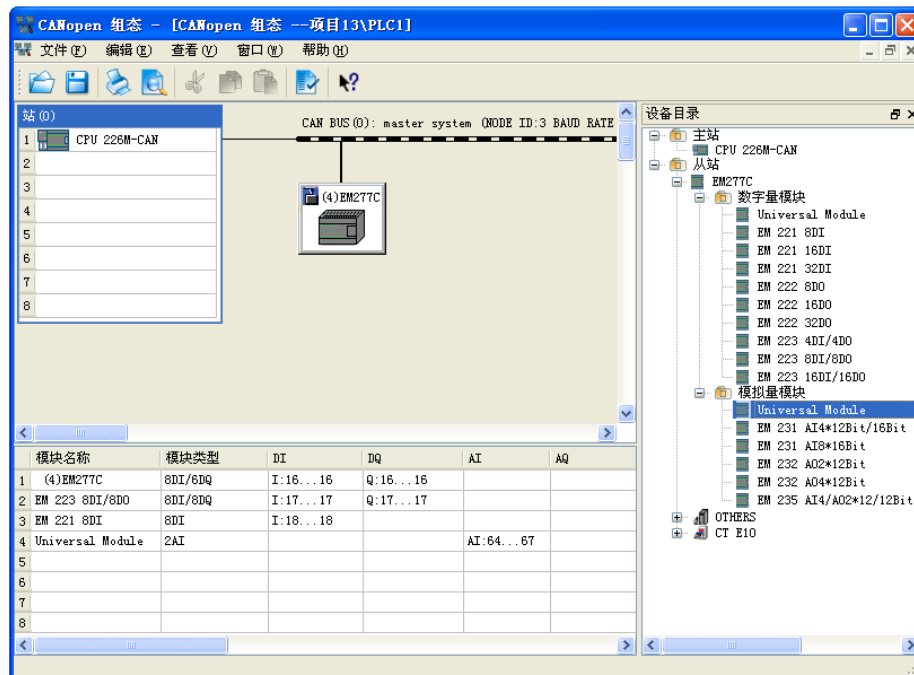 CANopen 组态 - [CANopen 组态 --项目13\PLC1]
文件(F) 编辑(E) 查看(V) 窗口(W) 帮助(H)
站(0)
1 CPU 226M-CAN
2
3
4
5
6
7
8
CAN BUS(0): master system (NODE ID:3 BAUD RATE
(4)EM277C
模块名称 模块类型 DI DQ AI AQ
1 (4)EM277C 8DI/6DQ I:16...16 Q:16...16
2 EM 223 8DI/8DO 8DI/8DQ I:17...17 Q:17...17
3 EM 221 8DI 8DI I:18...18
4 Universal Module 2AI AI:64...67
5
6
7
8
设备目录
主站
CPU 226M-CAN
从站
EM277C
数字量模块
Universal Module
EM 221 8DI
EM 221 16DI
EM 221 32DI
EM 222 8DO
EM 222 16DO
EM 222 32DO
EM 223 4DI/4DO
EM 223 8DI/8DO
EM 223 16DI/16DO
模拟量模块
Universal Module
EM 231 AI4*12Bit/16Bit
EM 231 AI8*16Bit
EM 232 AO2*12Bit
EM 232 AO4*12Bit
EM 235 AI4/AO2*12/12Bit
OTHERS
CT E10